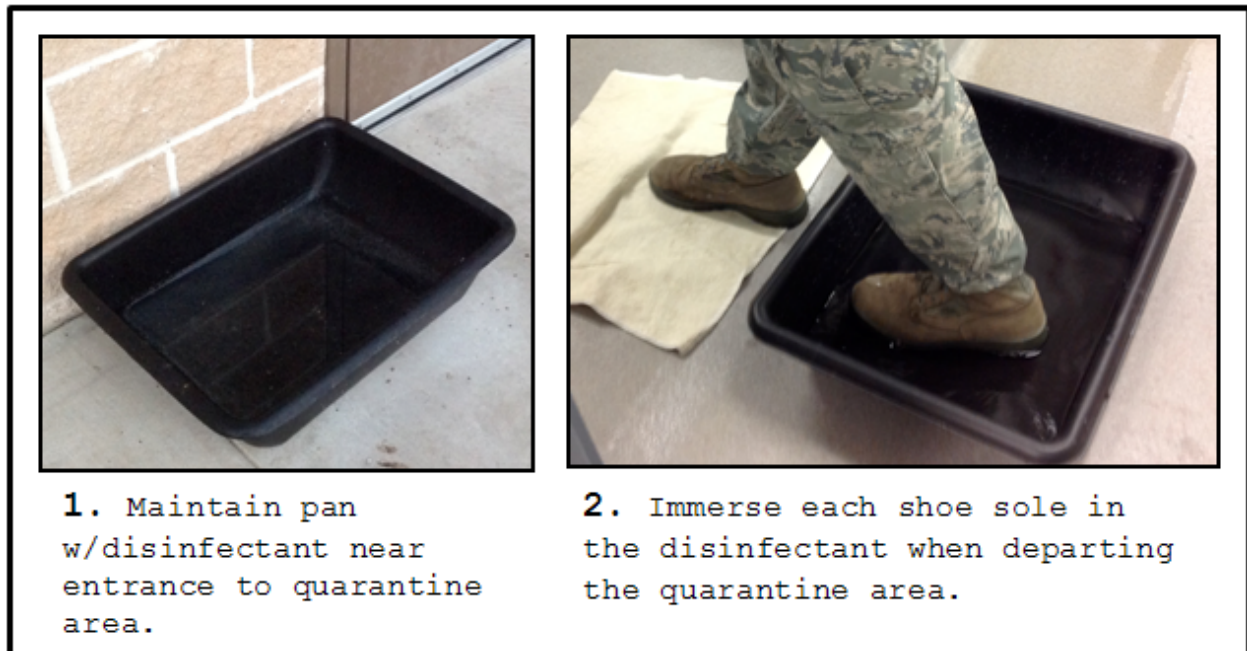 1. Maintain pan
w/disinfectant near
entrance to quarantine
area.
2. Immerse each shoe sole in
the disinfectant when departing
the quarantine area.